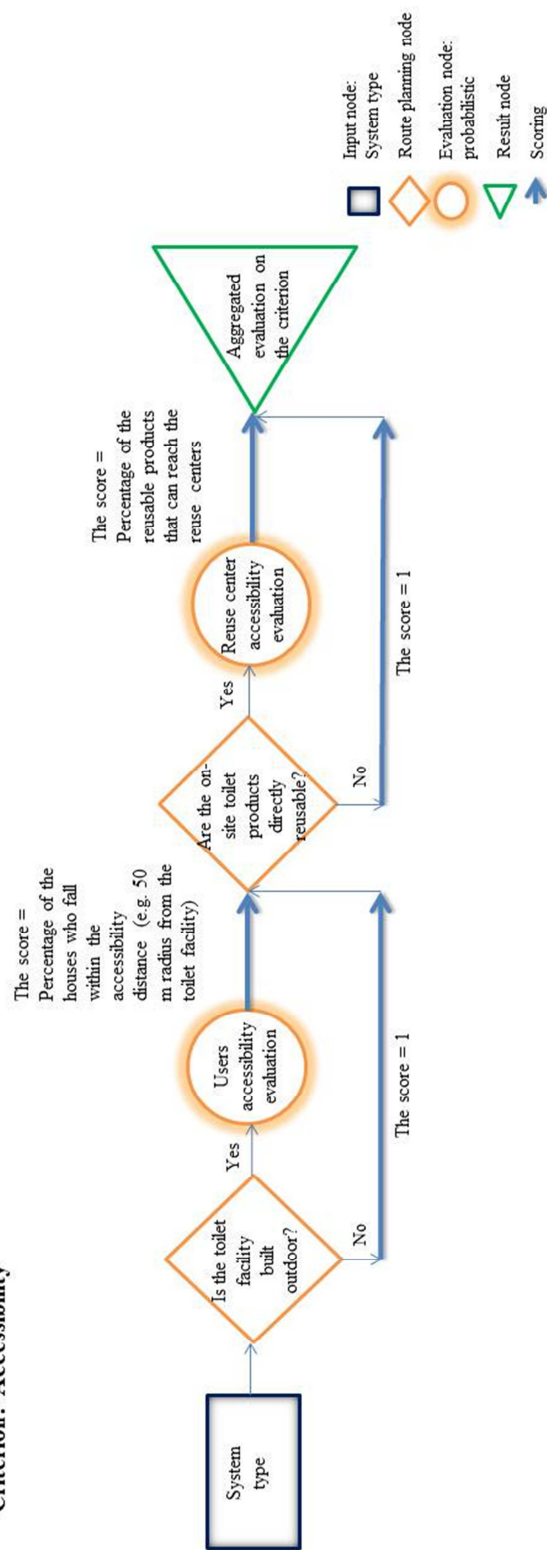 Criterion: Accessibility
System
type
Is the toilet
facility
built
outdoor?
Yes
No
Users
accessibility
evaluation
The score =
Percentage of the
houses who fall
within the
accessibility
distance (e.g. 50
m radius from the
toilet facility)
The score = 1
Are the on-
site toilet
products
directly
reusable?
Yes
No
Reuse center
accessibility
evaluation
The score =
Percentage of the
reusable products
that can reach the
reuse centers
The score = 1
Aggregated
evaluation on
the criterion
Input node:
System type
Route planning node
Evaluation node:
probabilistic
Result node
Scoring